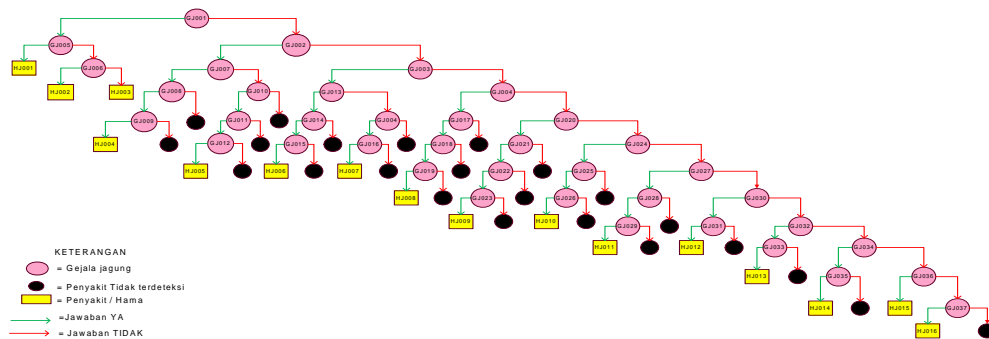 GJ001
GJ005
GJ002
HJ001
GJ006
GJ007
GJ003
HJ002
HJ003
GJ008
GJ010
GJ013
GJ004
GJ009
GJ011
GJ014
GJ004
GJ017
GJ020
HJ004
GJ012
GJ015
GJ016
GJ018
GJ021
GJ024
HJ005
HJ006
HJ007
GJ019
GJ022
GJ025
GJ027
HJ008
GJ023
GJ026
GJ028
GJ030
HJ009
HJ010
GJ029
GJ031
GJ032
HJ011
HJ012
GJ033
GJ034
HJ013
GJ035
GJ036
HJ014
HJ015
GJ037
HJ016
KETERANGAN
= Gejala jagung
= Penyakit Tidak terdeteksi
= Penyakit / Hama
=Jawaban YA
= Jawaban TIDAK